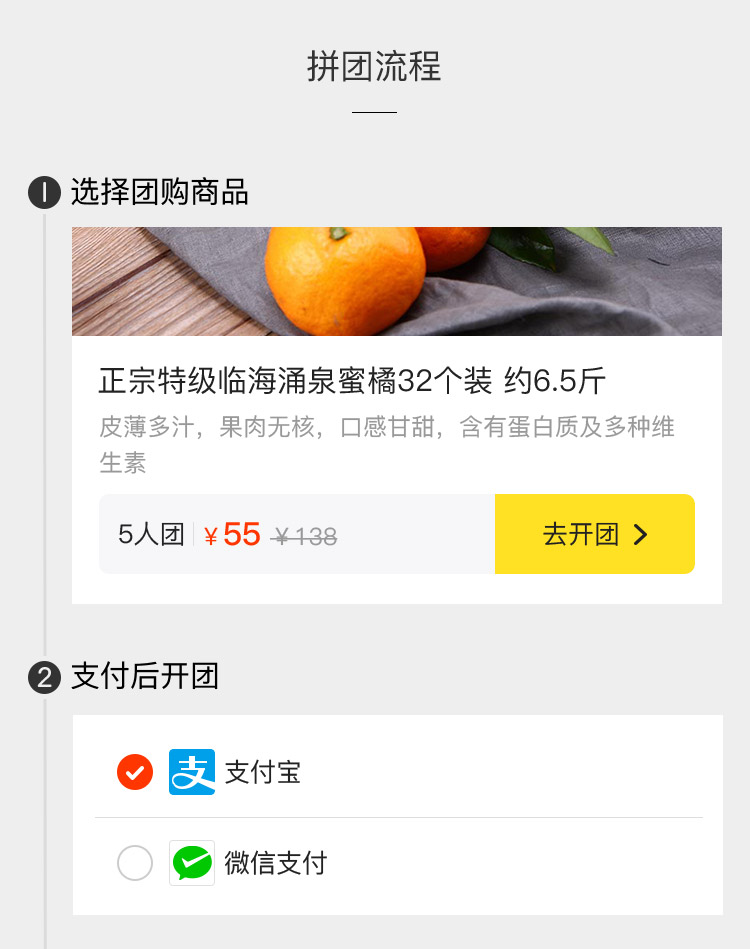 拼团流程
1 选择团购商品
正宗特级临海涌泉蜜橘32个装 约6.5斤
皮薄多汁，果肉无核，口感甘甜，含有蛋白质及多种维
生素
5人团 ¥55 ¥138 去开团
2 支付后开团
支 支付宝
微信支付